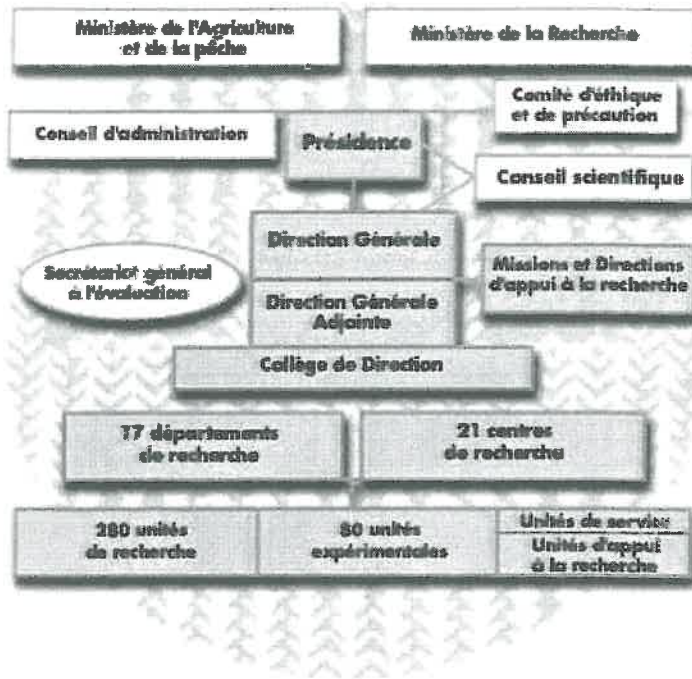 Ministère de l'Agriculture
et de la pêche
Ministère de la Recherche
Comité d'éthique
et de précaution
Conseil d'administration
Présidence
Conseil scientifique
Direction Générale
Secrétariat général
à l'évaluation
Missions et Directions
d'appui à la recherche
Direction Générale
Adjointe
Collège de Direction
17 départements
de recherche
21 centres
de recherche
280 unités
de recherche
80 unités
expérimentales
Unités de service
Unités d'appui
à la recherche